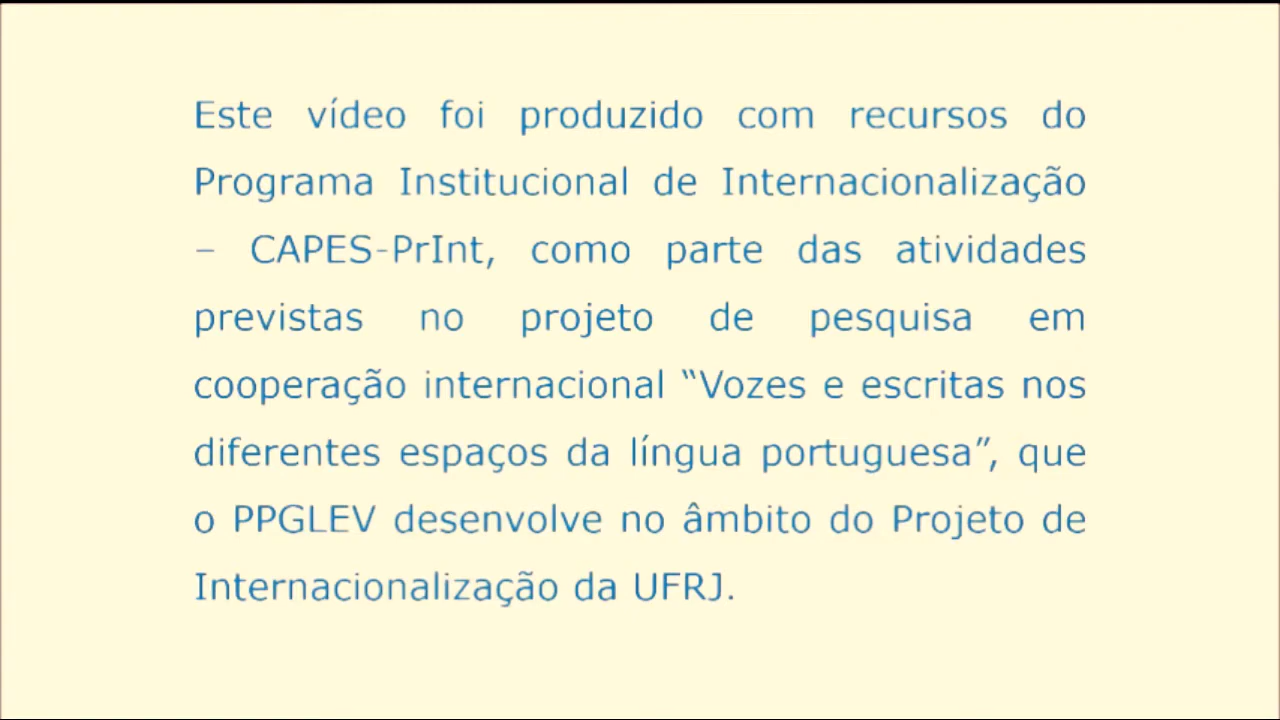 Este vídeo foi produzido com recursos do
Programa Institucional de Internacionalização
– CAPES-PrInt, como parte das atividades
previstas no projeto de pesquisa em
cooperação internacional “Vozes e escritas nos
diferentes espaços da língua portuguesa”, que
o PPGLEV desenvolve no âmbito do Projeto de
Internacionalização da UFRJ.